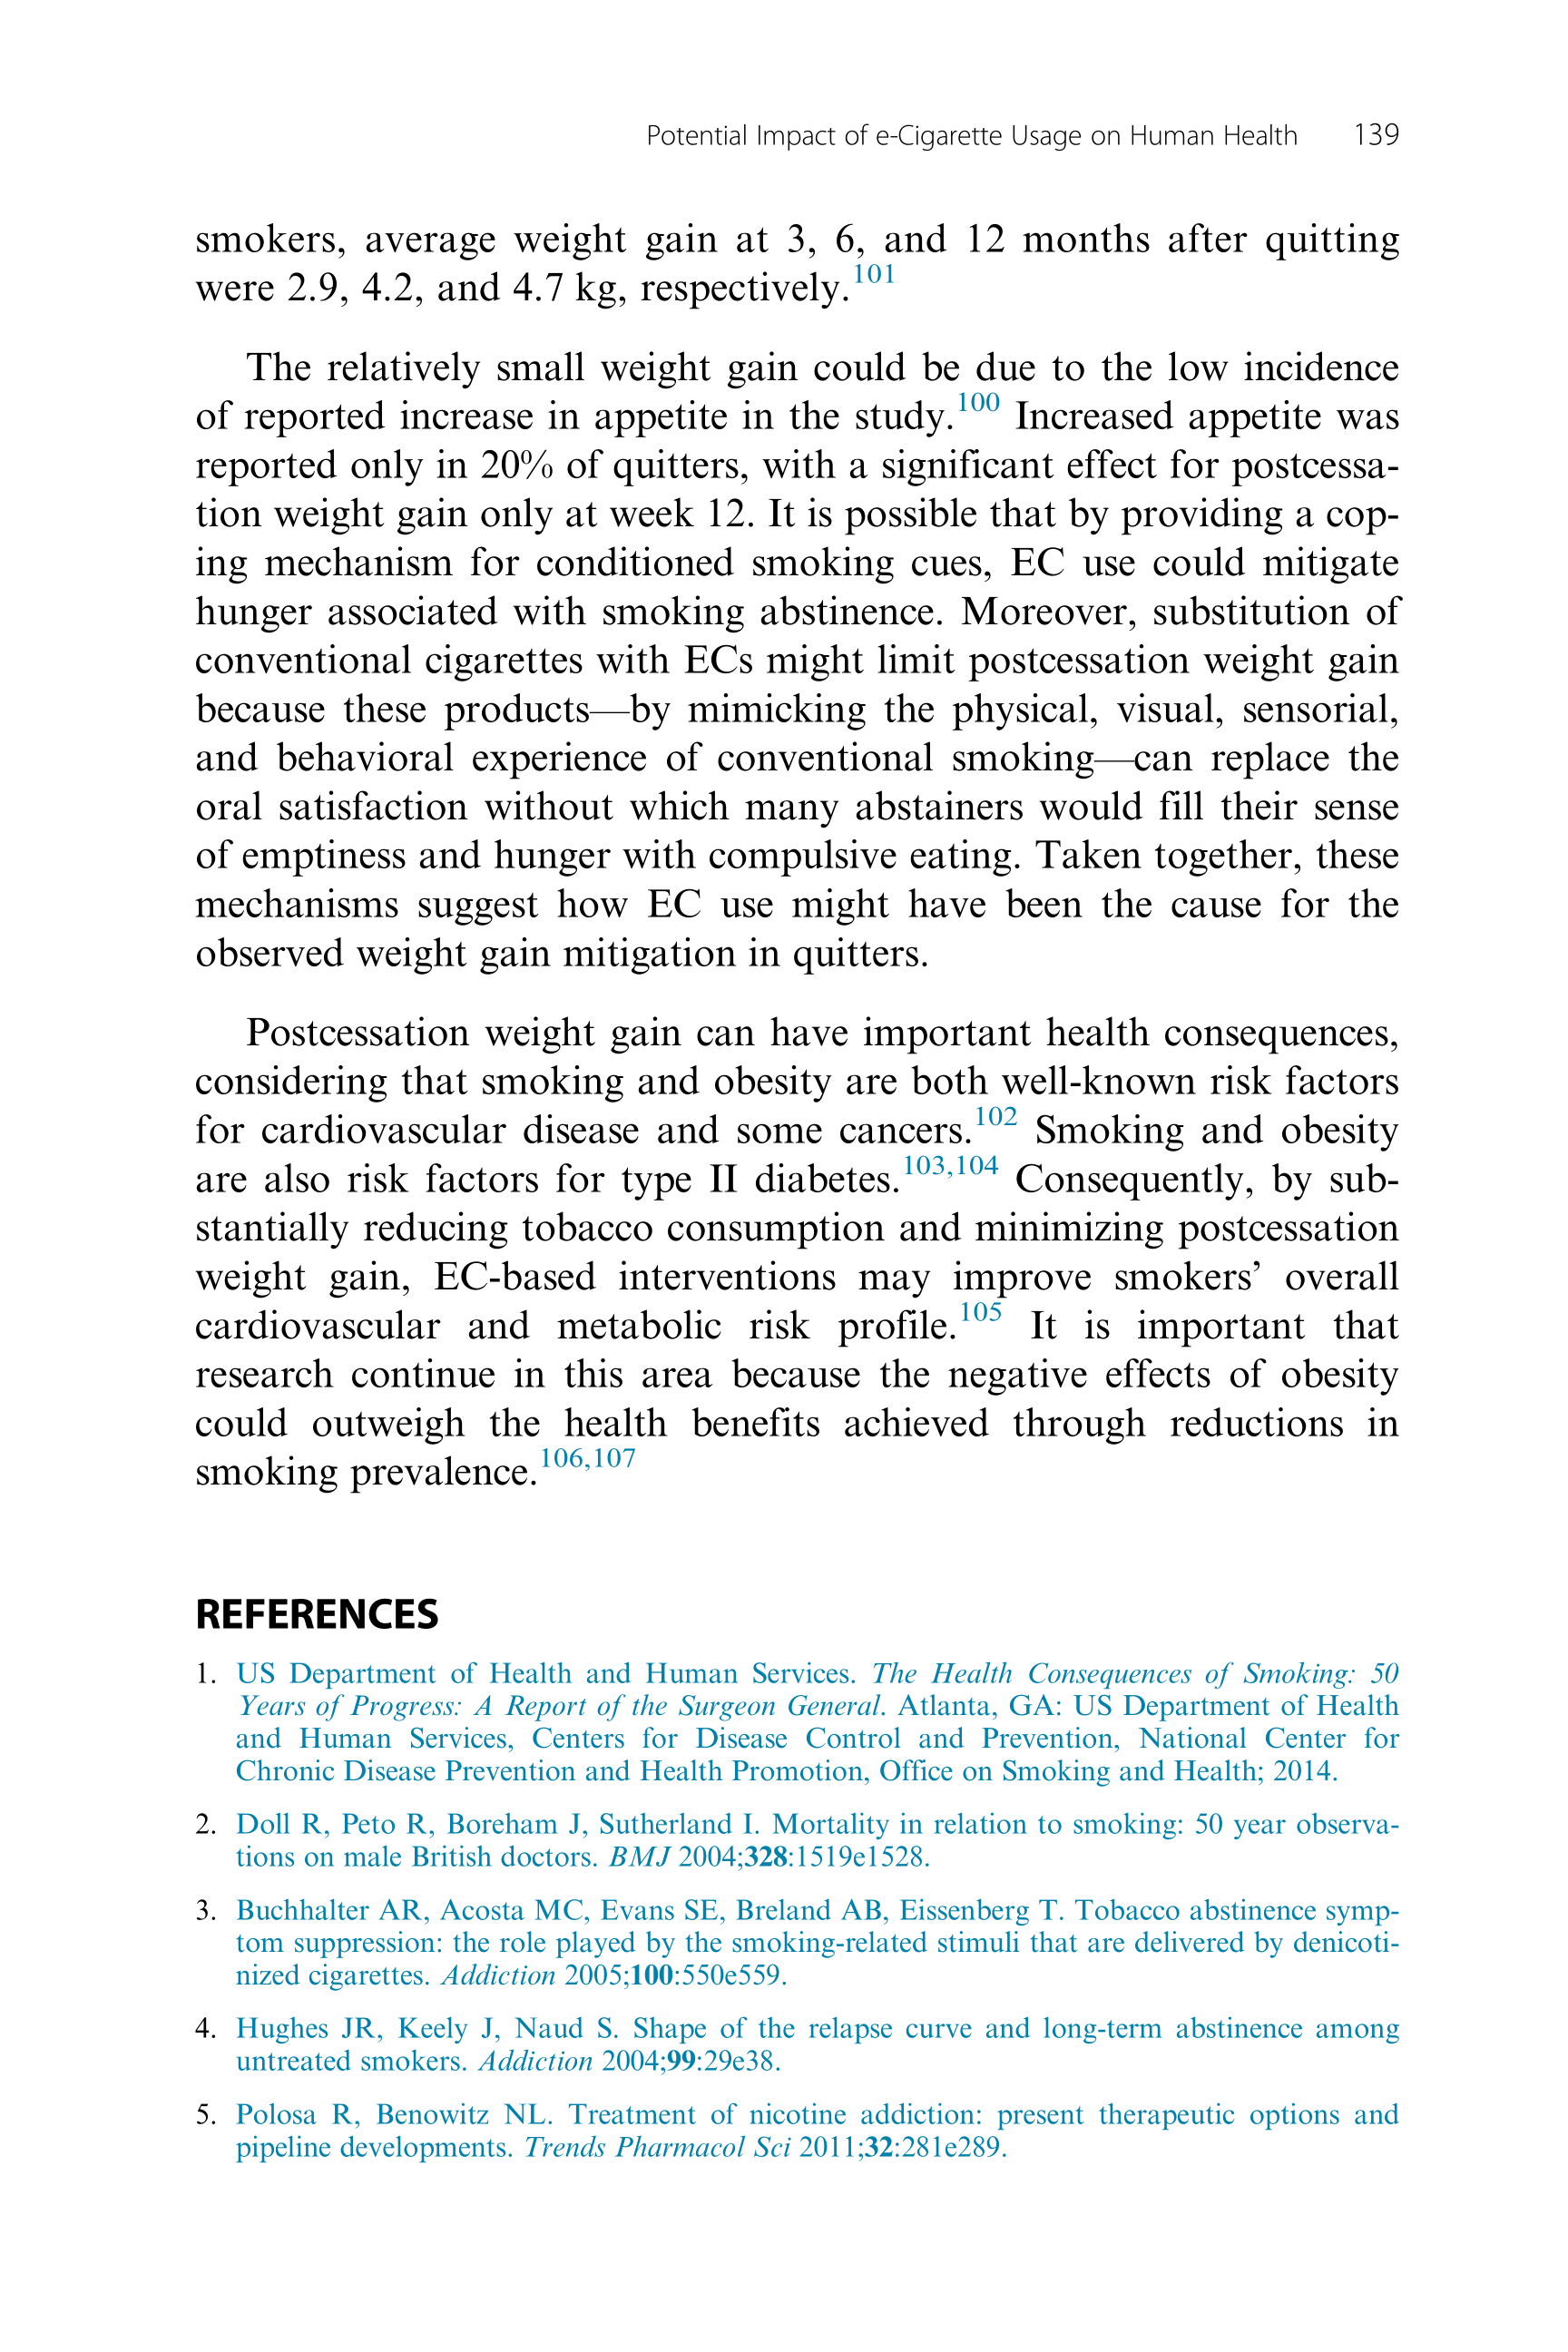 Potential Impact of e-Cigarette Usage on Human Health 139
smokers, average weight gain at 3, 6, and 12 months after quitting
were 2.9, 4.2, and 4.7 kg, respectively.101
The relatively small weight gain could be due to the low incidence
of reported increase in appetite in the study.100 Increased appetite was
reported only in 20% of quitters, with a significant effect for postcessa-
tion weight gain only at week 12. It is possible that by providing a cop-
ing mechanism for conditioned smoking cues, EC use could mitigate
hunger associated with smoking abstinence. Moreover, substitution of
conventional cigarettes with ECs might limit postcessation weight gain
because these products—by mimicking the physical, visual, sensorial,
and behavioral experience of conventional smoking—can replace the
oral satisfaction without which many abstainers would fill their sense
of emptiness and hunger with compulsive eating. Taken together, these
mechanisms suggest how EC use might have been the cause for the
observed weight gain mitigation in quitters.
Postcessation weight gain can have important health consequences,
considering that smoking and obesity are both well-known risk factors
for cardiovascular disease and some cancers.102 Smoking and obesity
are also risk factors for type II diabetes.103,104 Consequently, by sub-
stantially reducing tobacco consumption and minimizing postcessation
weight gain, EC-based interventions may improve smokers’ overall
cardiovascular and metabolic risk profile.105 It is important that
research continue in this area because the negative effects of obesity
could outweigh the health benefits achieved through reductions in
smoking prevalence.106,107
REFERENCES
1. US Department of Health and Human Services. The Health Consequences of Smoking: 50
Years of Progress: A Report of the Surgeon General. Atlanta, GA: US Department of Health
and Human Services, Centers for Disease Control and Prevention, National Center for
Chronic Disease Prevention and Health Promotion, Office on Smoking and Health; 2014.
2. Doll R, Peto R, Boreham J, Sutherland I. Mortality in relation to smoking: 50 year observa-
tions on male British doctors. BMJ 2004;328:1519e1528.
3. Buchhalter AR, Acosta MC, Evans SE, Breland AB, Eissenberg T. Tobacco abstinence symp-
tom suppression: the role played by the smoking-related stimuli that are delivered by denicoti-
nized cigarettes. Addiction 2005;100:550e559.
4. Hughes JR, Keely J, Naud S. Shape of the relapse curve and long-term abstinence among
untreated smokers. Addiction 2004;99:29e38.
5. Polosa R, Benowitz NL. Treatment of nicotine addiction: present therapeutic options and
pipeline developments. Trends Pharmacol Sci 2011;32:281e289.